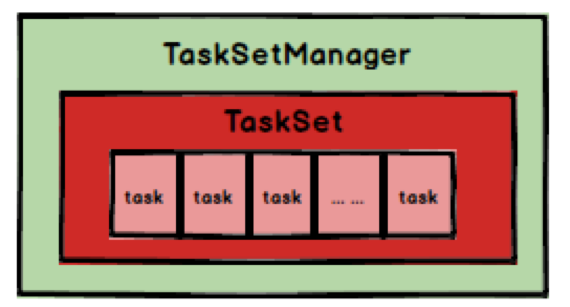 TaskSetManager
TaskSet
task task task ... ... task